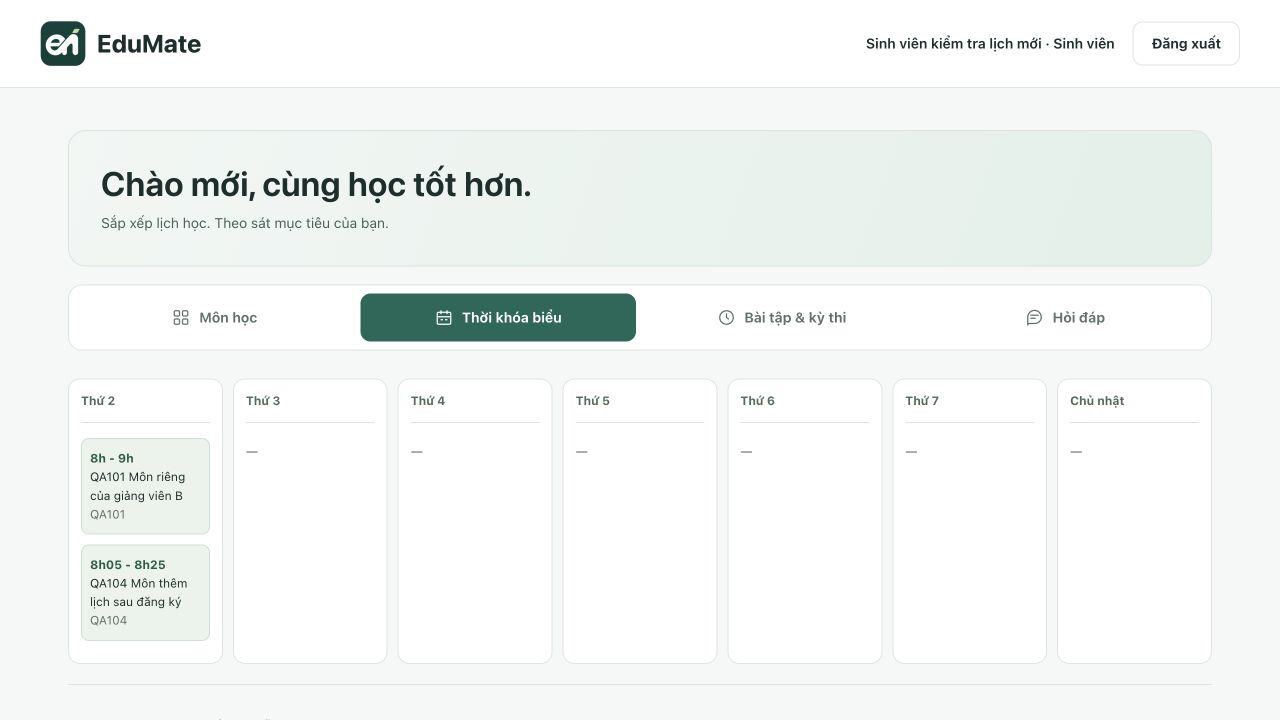 EduMate
Sinh viên kiểm tra lịch mới · Sinh viên
Đăng xuất
Chào mới, cùng học tốt hơn.
Sắp xếp lịch học. Theo sát mục tiêu của bạn.
Môn học
Thời khóa biểu
Bài tập & kỳ thi
Hỏi đáp
Thứ 2
8h - 9h
QA101 Môn riêng
của giảng viên B
QA101
8h05 - 8h25
QA104 Môn thêm
lịch sau đăng ký
QA104
Thứ 3
—
Thứ 4
—
Thứ 5
—
Thứ 6
—
Thứ 7
—
Chủ nhật
—